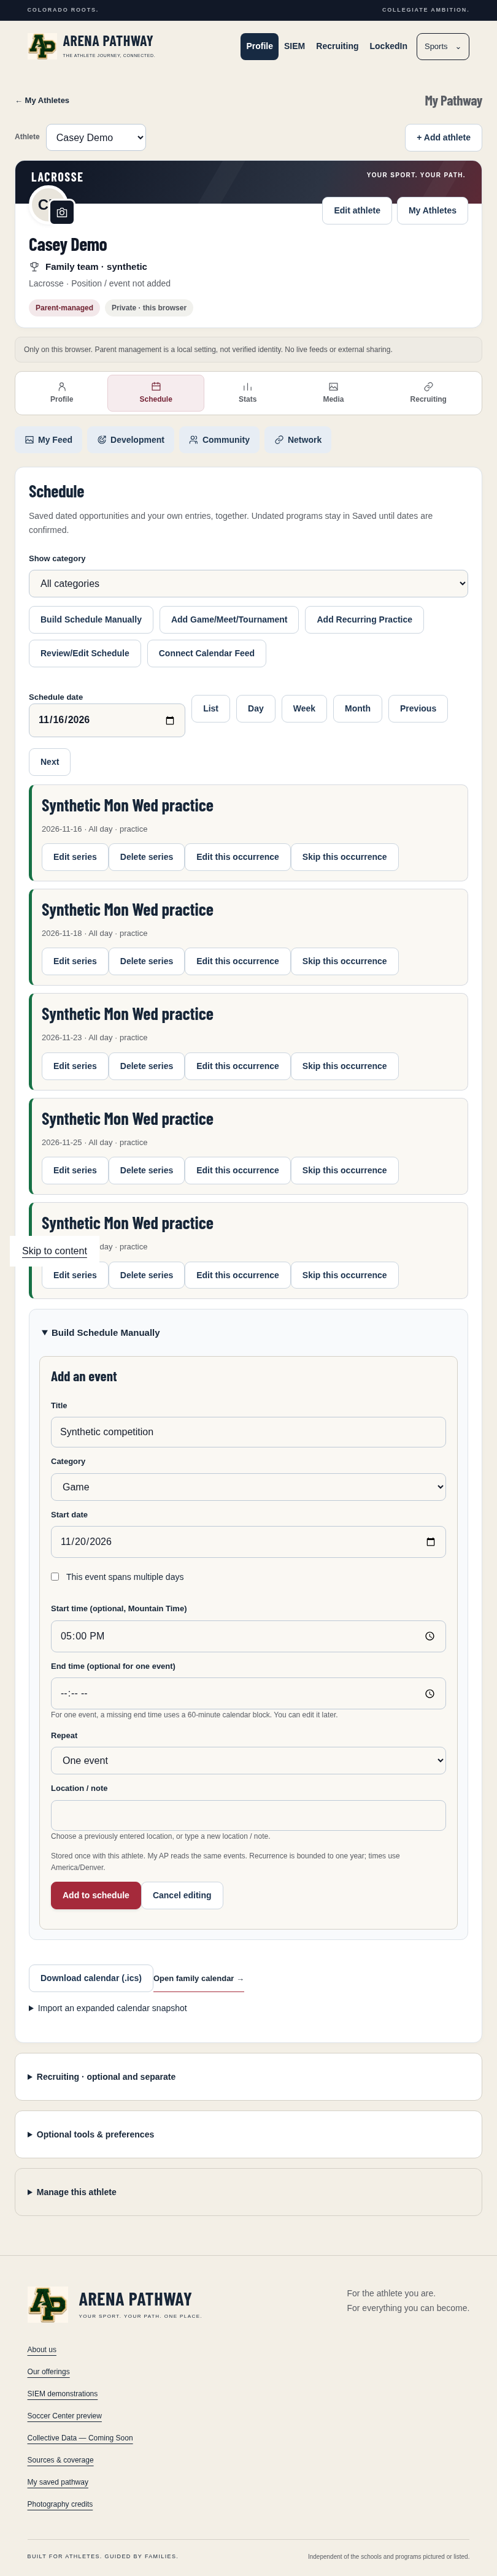 COLORADO ROOTS.
COLLEGIATE AMBITION.
ARENA PATHWAY
THE ATHLETE JOURNEY, CONNECTED.
Profile
SIEM
Recruiting
LockedIn
Sports
← My Athletes
My Pathway
Athlete
Casey Demo
+ Add athlete
LACROSSE
YOUR SPORT. YOUR PATH.
Edit athlete
My Athletes
Casey Demo
Family team · synthetic
Lacrosse · Position / event not added
Parent-managed
Private · this browser
Only on this browser. Parent management is a local setting, not verified identity. No live feeds or external sharing.
Profile
Schedule
Stats
Media
Recruiting
My Feed
Development
Community
Network
Schedule
Saved dated opportunities and your own entries, together. Undated programs stay in Saved until dates are
confirmed.
Show category
All categories
Build Schedule Manually
Add Game/Meet/Tournament
Add Recurring Practice
Review/Edit Schedule
Connect Calendar Feed
Schedule date
11/16/2026
List
Day
Week
Month
Previous
Next
Synthetic Mon Wed practice
2026-11-16 · All day · practice
Edit series
Delete series
Edit this occurrence
Skip this occurrence
Synthetic Mon Wed practice
2026-11-18 · All day · practice
Edit series
Delete series
Edit this occurrence
Skip this occurrence
Synthetic Mon Wed practice
2026-11-23 · All day · practice
Edit series
Delete series
Edit this occurrence
Skip this occurrence
Synthetic Mon Wed practice
2026-11-25 · All day · practice
Edit series
Delete series
Edit this occurrence
Skip this occurrence
Synthetic Mon Wed practice
day · practice
Skip to content
Edit series
Delete series
Edit this occurrence
Skip this occurrence
▼ Build Schedule Manually
Add an event
Title
Synthetic competition
Category
Game
Start date
11/20/2026
This event spans multiple days
Start time (optional, Mountain Time)
05:00 PM
End time (optional for one event)
--:-- --
For one event, a missing end time uses a 60-minute calendar block. You can edit it later.
Repeat
One event
Location / note
Choose a previously entered location, or type a new location / note.
Stored once with this athlete. My AP reads the same events. Recurrence is bounded to one year; times use
America/Denver.
Add to schedule
Cancel editing
Download calendar (.ics)
Open family calendar →
▶ Import an expanded calendar snapshot
▶ Recruiting · optional and separate
▶ Optional tools & preferences
▶ Manage this athlete
ARENA PATHWAY
YOUR SPORT. YOUR PATH. ONE PLACE.
For the athlete you are.
For everything you can become.
About us
Our offerings
SIEM demonstrations
Soccer Center preview
Collective Data — Coming Soon
Sources & coverage
My saved pathway
Photography credits
BUILT FOR ATHLETES. GUIDED BY FAMILIES.
Independent of the schools and programs pictured or listed.